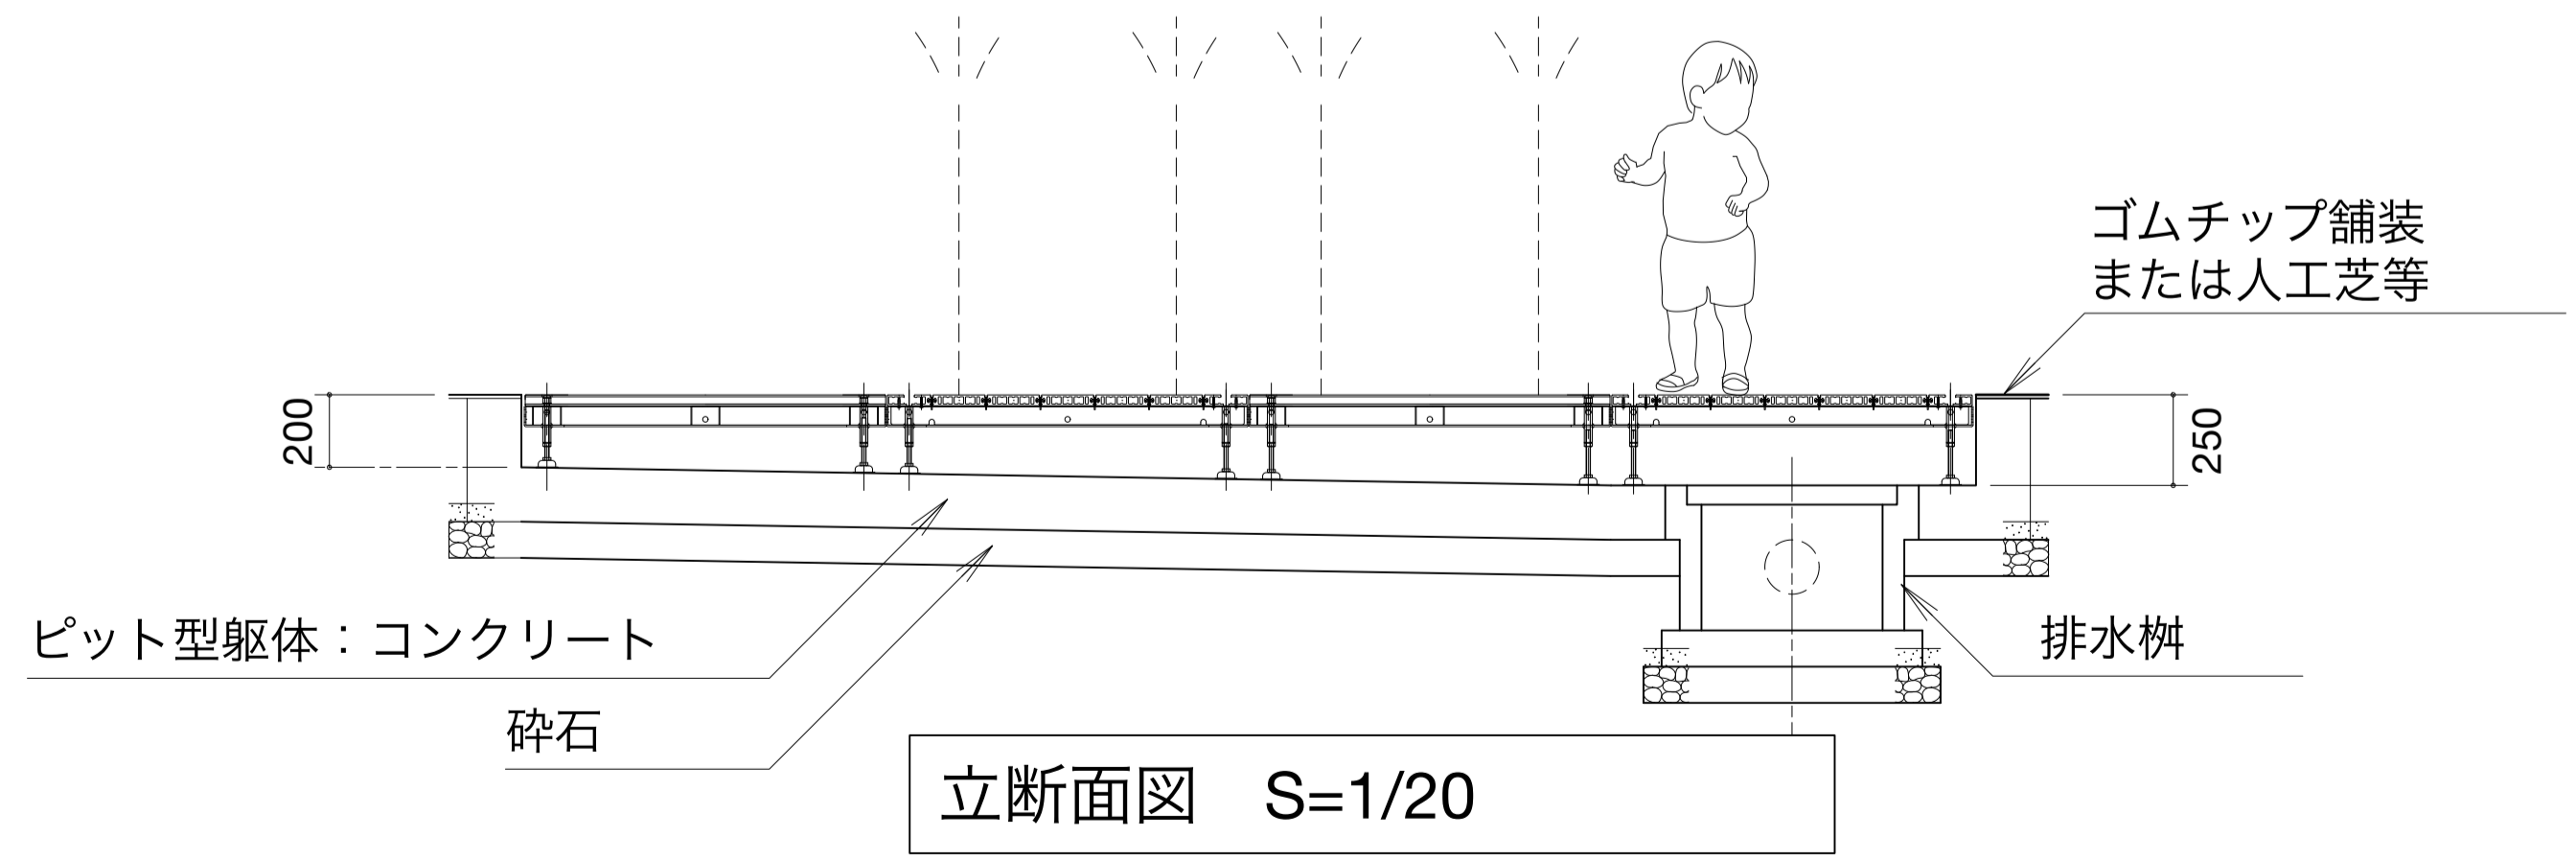 ゴムチップ舗装
または人工芝等
200
250
ピット型躯体：コンクリート
排水桝
砕石
立断面図　S=1/20